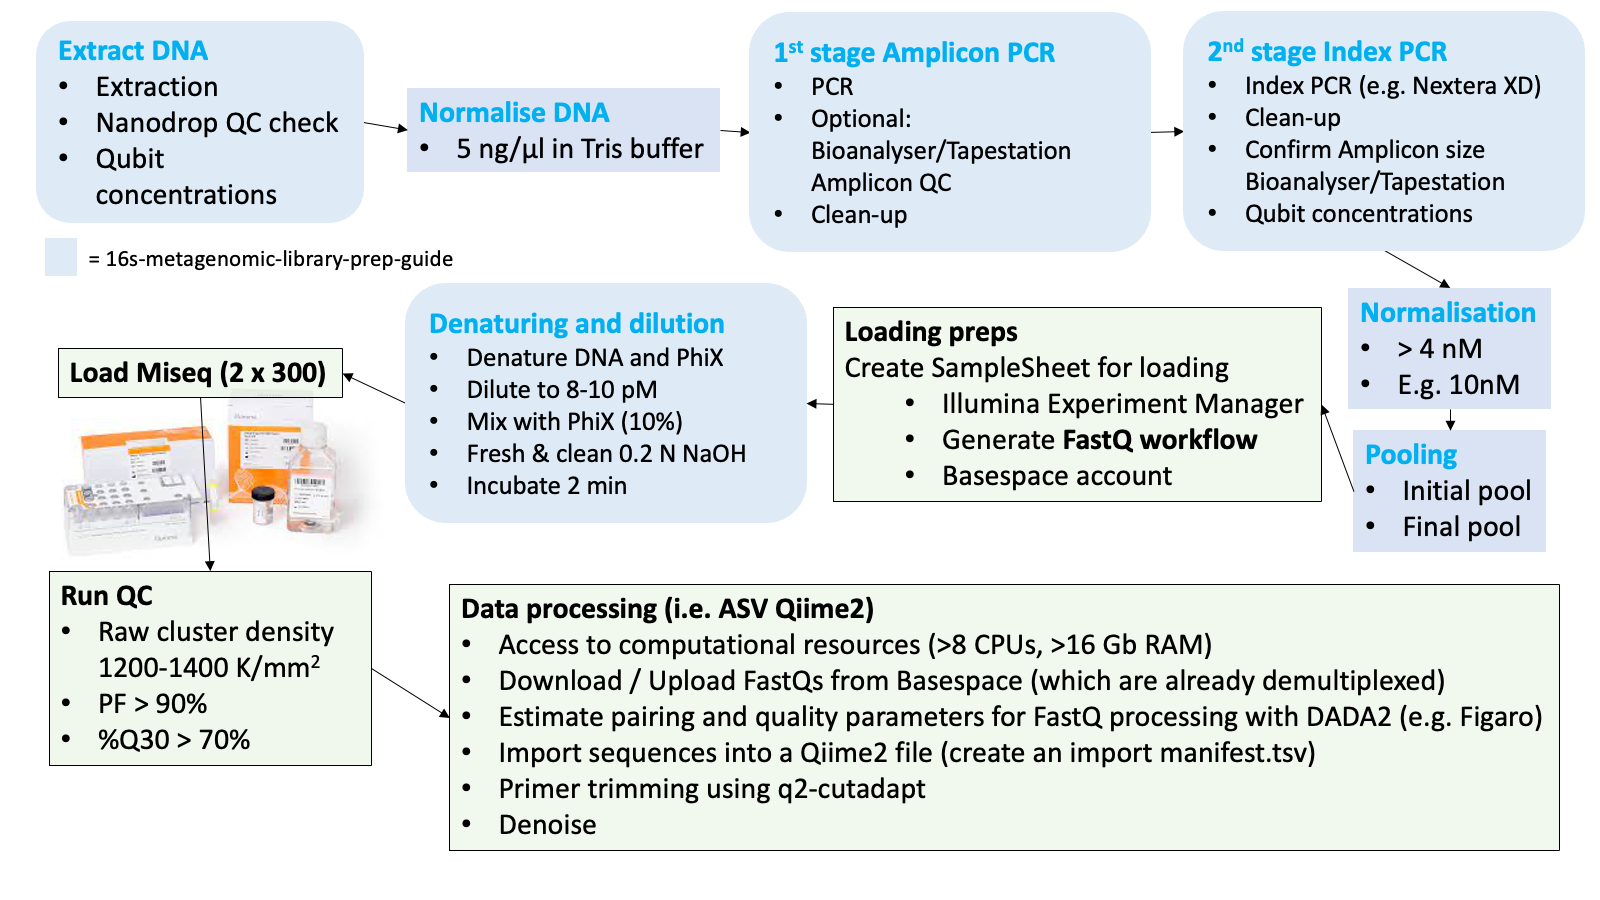 Extract DNA
• Extraction
• Nanodrop QC check
• Qubit
concentrations
Normalise DNA
• 5 ng/µl in Tris buffer
1st stage Amplicon PCR
• PCR
• Optional:
Bioanalyser/Tapestation
Amplicon QC
• Clean-up
2nd stage Index PCR
• Index PCR (e.g. Nextera XD)
• Clean-up
• Confirm Amplicon size
Bioanalyser/Tapestation
• Qubit concentrations
= 16s-metagenomic-library-prep-guide
Normalisation
• > 4 nM
• E.g. 10nM
Pooling
• Initial pool
• Final pool
Loading preps
Create SampleSheet for loading
• Illumina Experiment Manager
• Generate FastQ workflow
• Basespace account
Denaturing and dilution
• Denature DNA and PhiX
• Dilute to 8-10 pM
• Mix with PhiX (10%)
• Fresh & clean 0.2 N NaOH
• Incubate 2 min
Load Miseq (2 x 300)
Run QC
• Raw cluster density
1200-1400 K/mm2
• PF > 90%
• %Q30 > 70%
Data processing (i.e. ASV Qiime2)
• Access to computational resources (>8 CPUs, >16 Gb RAM)
• Download / Upload FastQs from Basespace (which are already demultiplexed)
• Estimate pairing and quality parameters for FastQ processing with DADA2 (e.g. Figaro)
• Import sequences into a Qiime2 file (create an import manifest.tsv)
• Primer trimming using q2-cutadapt
• Denoise